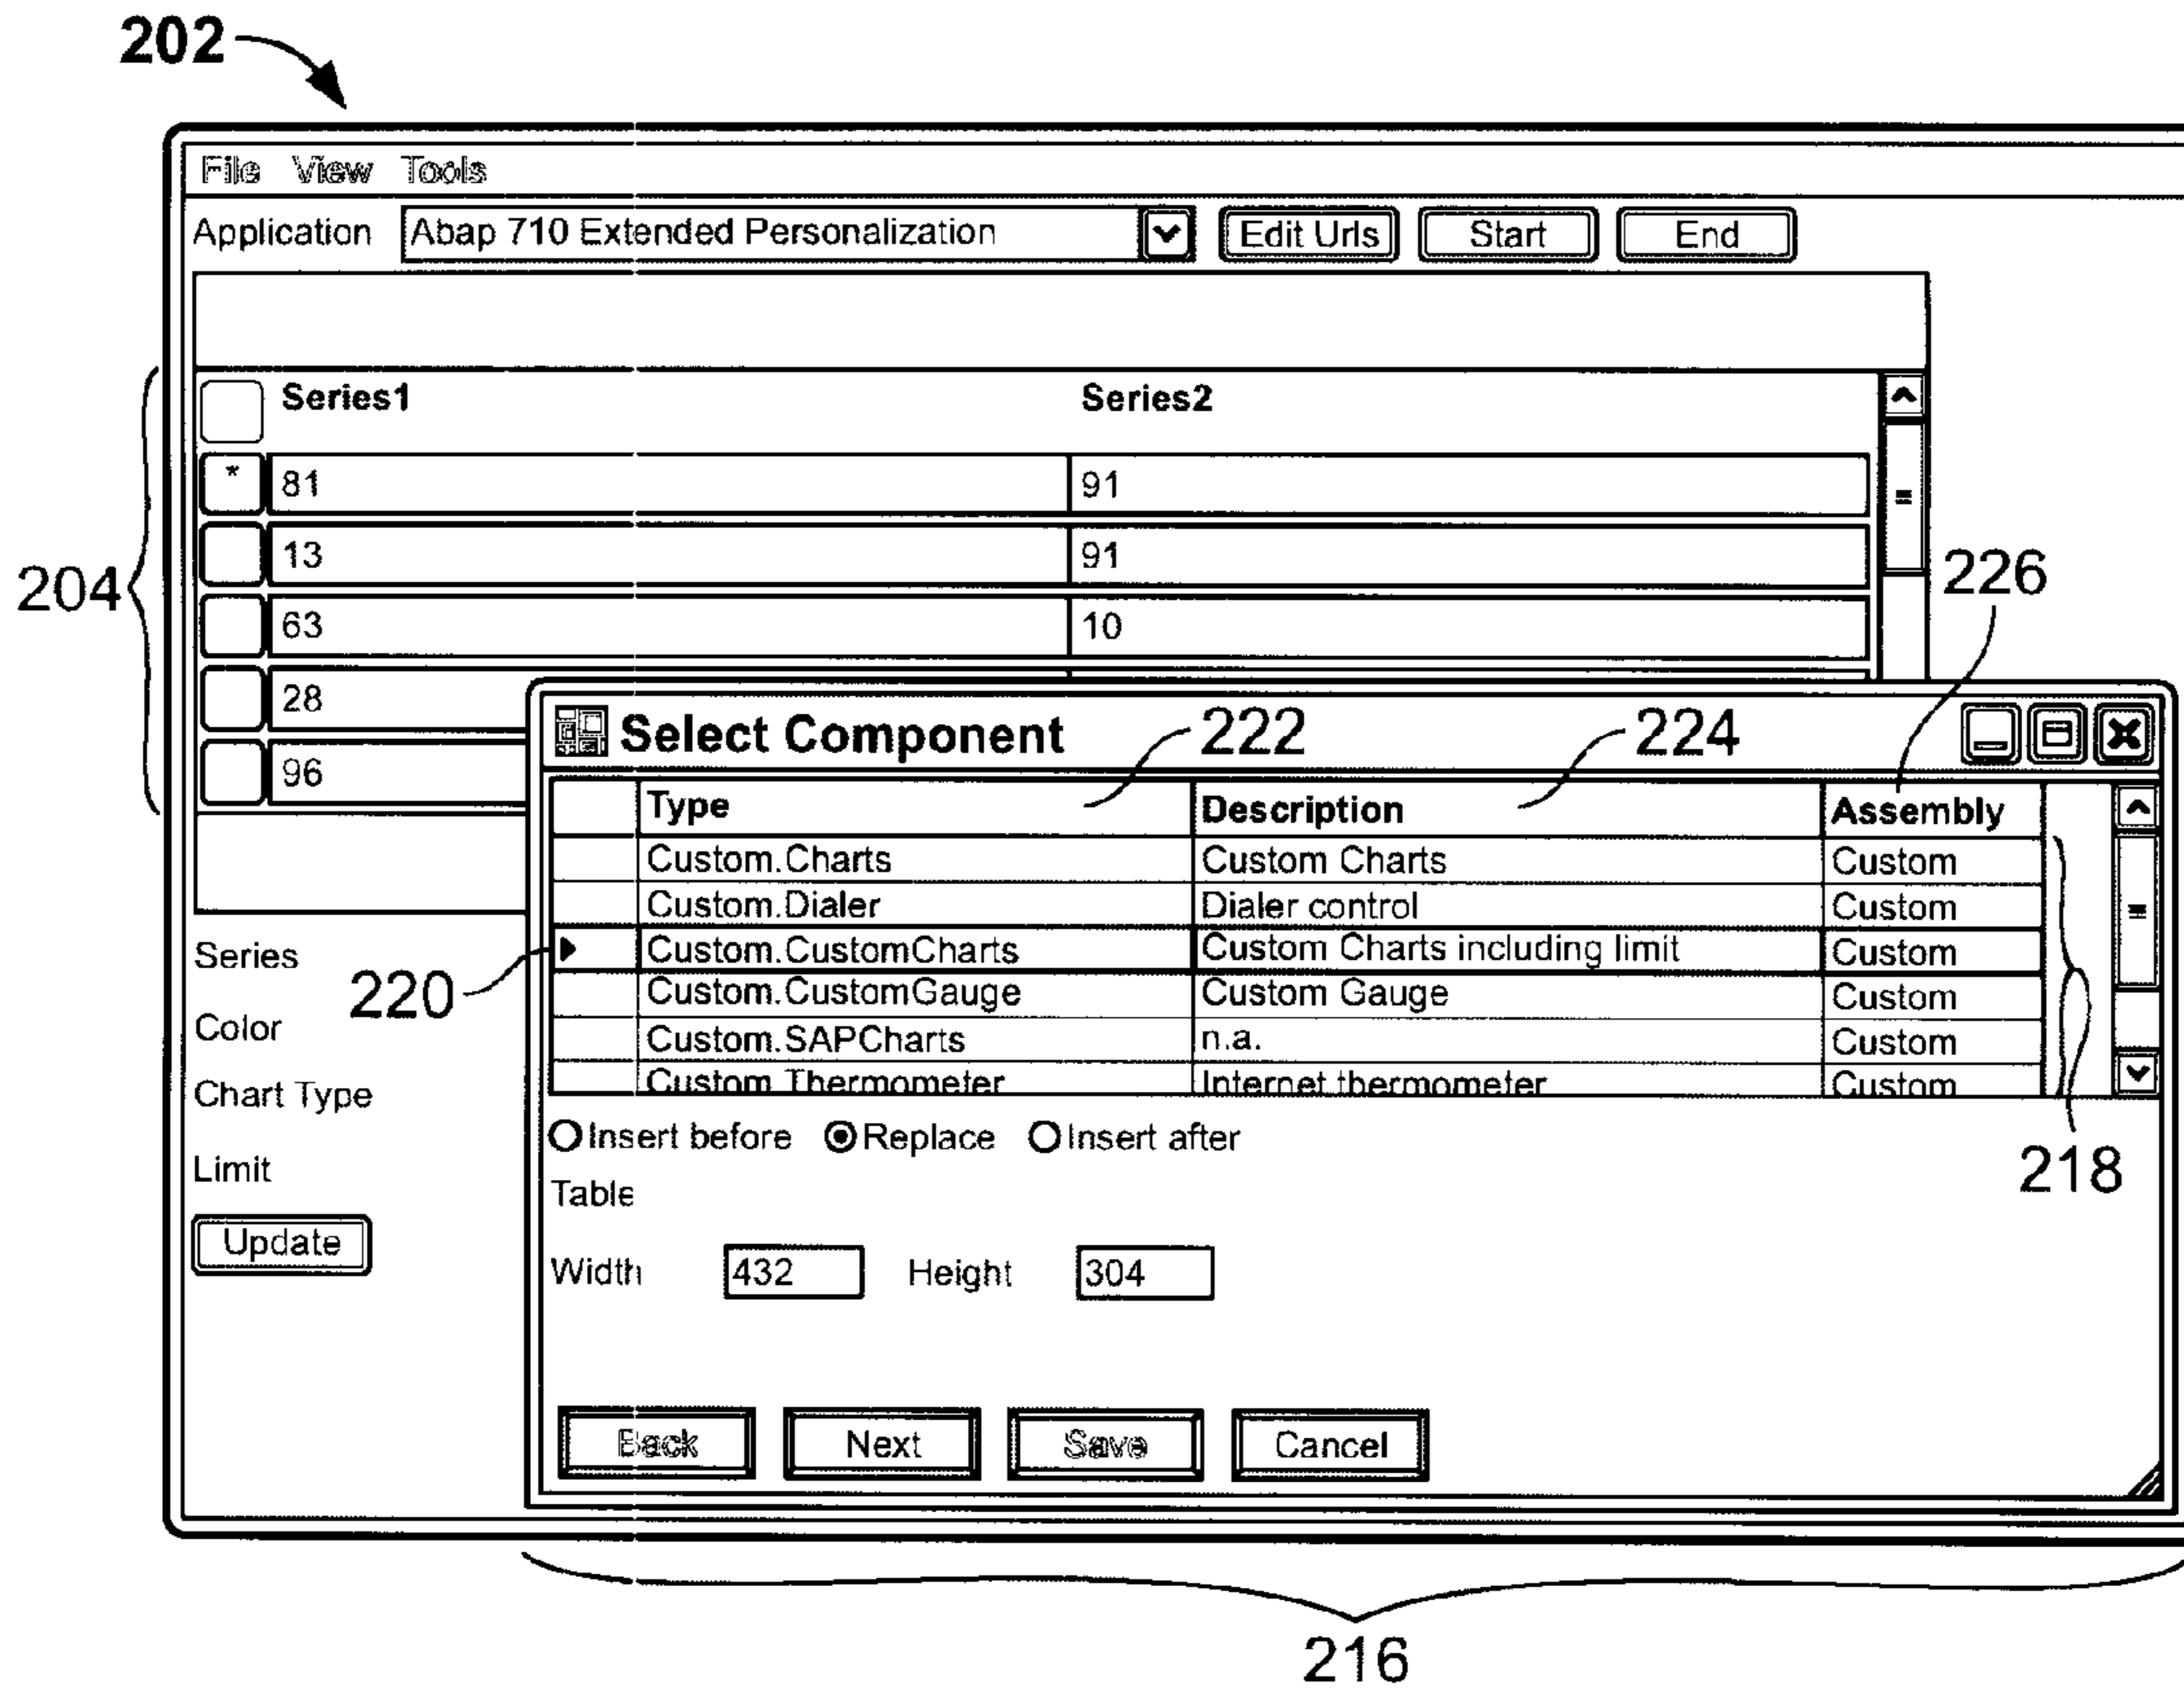 202
File View Tools
Application Abap 710 Extended Personalization Edit Urls Start End
Series1 Series2
* 81 91
13 91
204
226
63 10
28
96
Select Component 222 224
Type Description Assembly
Custom.Charts Custom Charts Custom
Custom.Dialer Dialer control Custom
Custom.CustomCharts Custom Charts including limit Custom
220
Custom.CustomGauge Custom Gauge Custom
Custom.SAPCharts n.a. Custom
Custom.Thermometer Internet thermometer Custom
Series
Color
Chart Type
Limit
Update
Insert before Replace Insert after
218
Table
Width 432 Height 304
Back Next Save Cancel
216